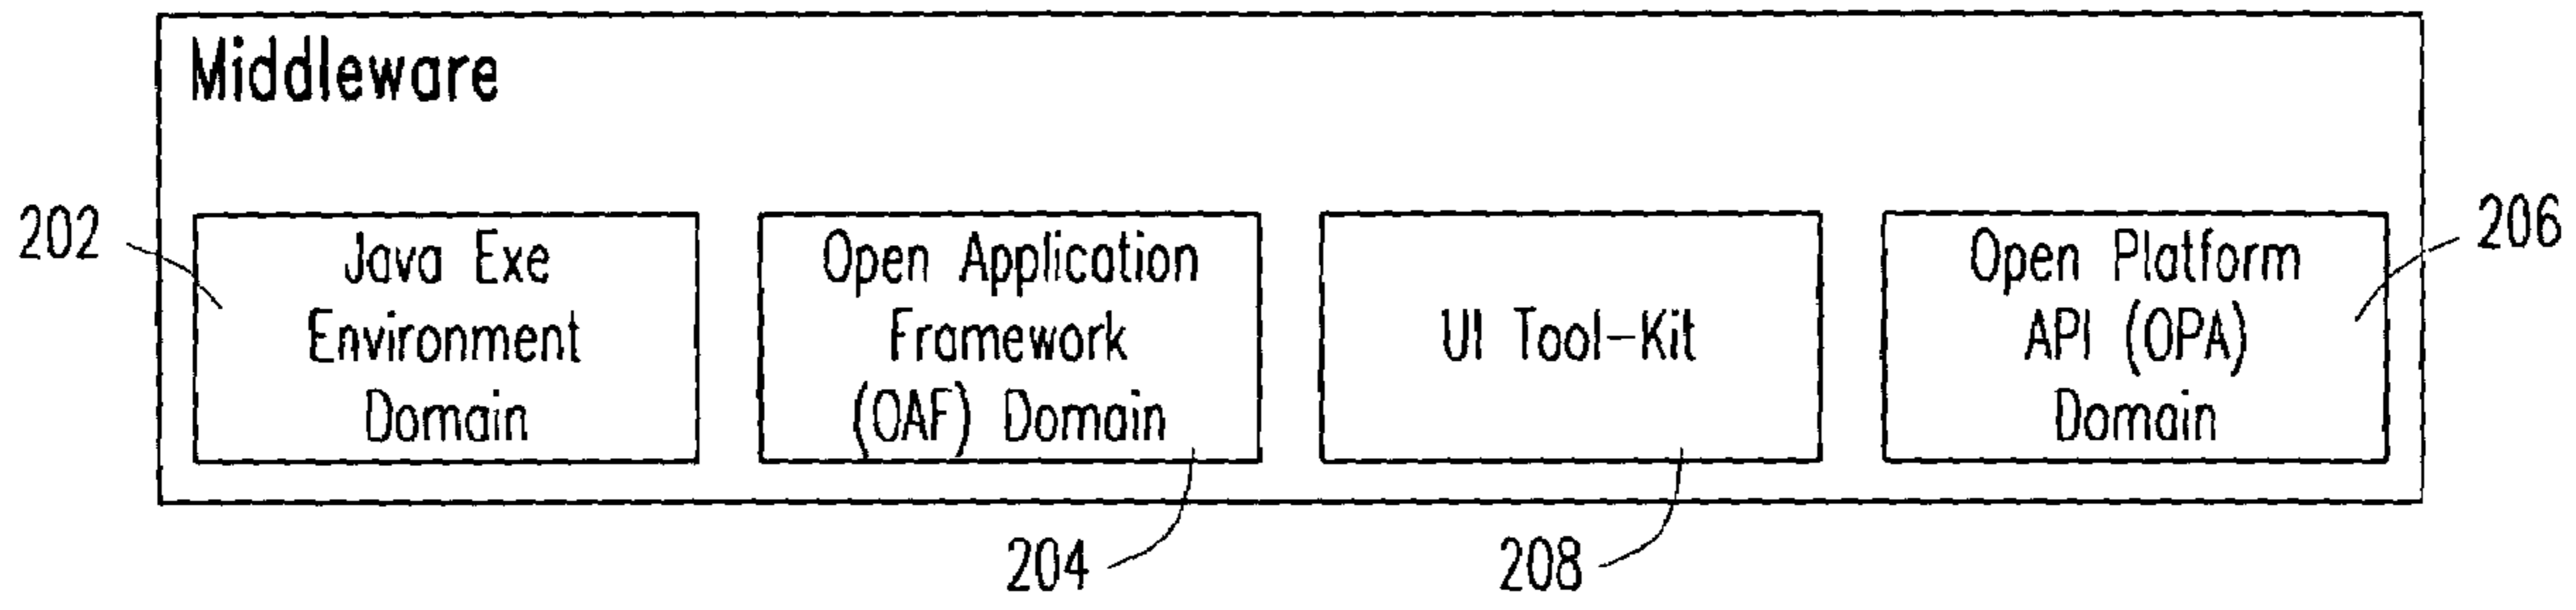 Middleware
202
Java Exe
Environment
Domain
Open Application
Framework
(OAF) Domain
UI Tool-Kit
Open Platform
API (OPA)
Domain
206
204
208